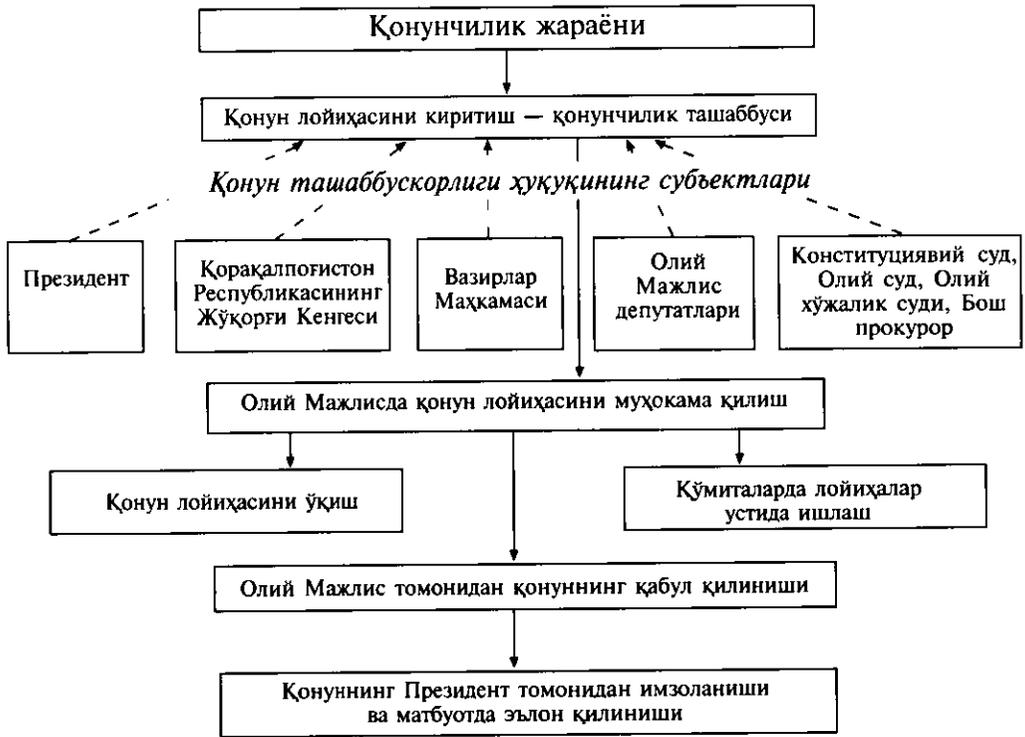 Қонунчилик жараёни
Қонун лойиҳасини киритиш — қонунчилик ташаббуси
Қонун ташаббускорлиги ҳуқуқининг субъектлари
Президент
Қорақалпоғистон
Республикасининг
Жўқорғи Кенгеси
Вазирлар
Маҳкамаси
Олий
Мажлис
депутатлари
Конституциявий суд,
Олий суд, Олий
хўжалик суди, Бош
прокурор
Олий Мажлисда қонун лойиҳасини муҳокама қилиш
Қонун лойиҳасини ўқиш
Қўмиталарда лойиҳалар
устида ишлаш
Олий Мажлис томонидан қонуннинг қабул қилиниши
Қонуннинг Президент томонидан имзоланиши
ва матбуотда эълон қилиниши